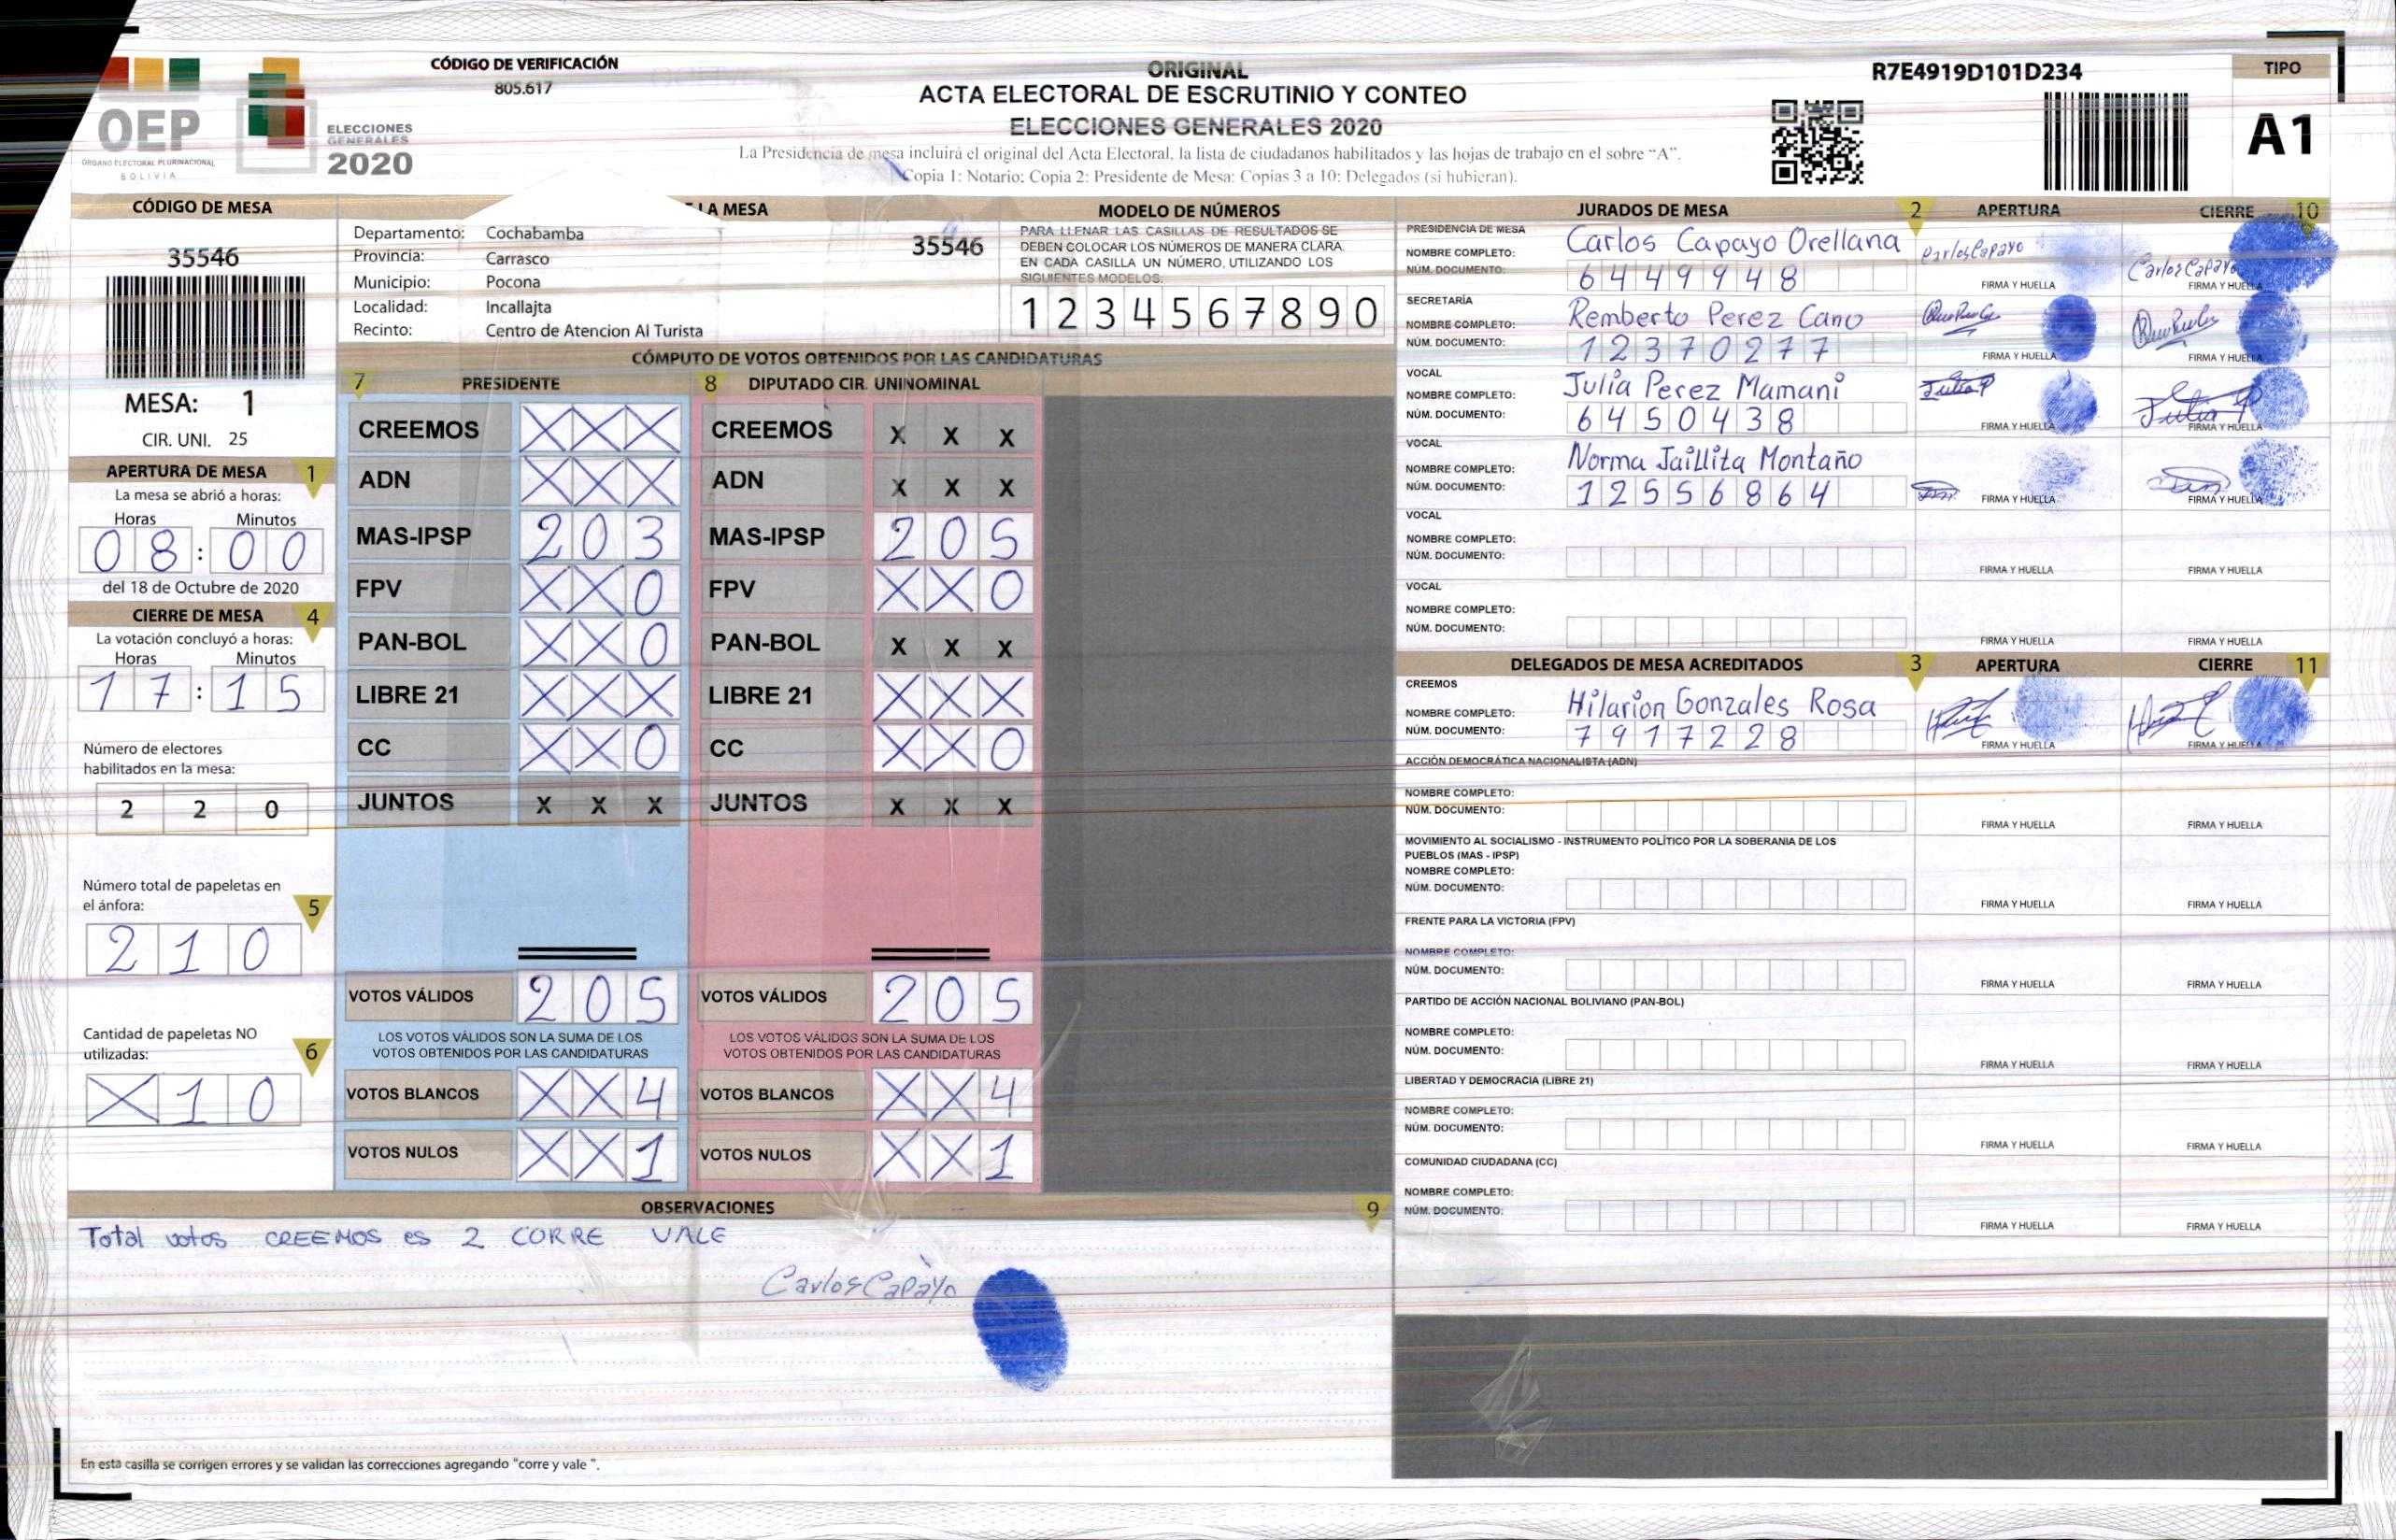 CÓDIGO DE VERIFICACIÓN
805.617
ORIGINAL
ACTA ELECTORAL DE ESCRUTINIO Y CONTEO
ELECCIONES GENERALES 2020
La Presidencia de mesa incluirá el original del Acta Electoral, la lista de ciudadanos habilitados y las hojas de trabajo en el sobre "A".
Copia 1: Notario; Copia 2: Presidente de Mesa; Copias 3 a 10: Delegados (si hubieran).
R7E4919D101D234
TIPO
A1
OEP
ÓRGANO ELECTORAL PLURINACIONAL
BOLIVIA
ELECCIONES
GENERALES
2020
CÓDIGO DE MESA
35546
MESA: 1
CIR. UNI. 25
APERTURA DE MESA 1
La mesa se abrió a horas:
Horas Minutos
08:00
del 18 de Octubre de 2020
CIERRE DE MESA 4
La votación concluyó a horas:
Horas Minutos
17:15
Número de electores
habilitados en la mesa:
2 2 0
Número total de papeletas en
el ánfora: 5
2 1 0
Cantidad de papeletas NO
utilizadas: 6
X 1 0
LA MESA
Departamento: Cochabamba
Provincia: Carrasco
Municipio: Pocona
Localidad: Incallajta
Recinto: Centro de Atencion Al Turista
35546
MODELO DE NÚMEROS
PARA LLENAR LAS CASILLAS DE RESULTADOS SE
DEBEN COLOCAR LOS NÚMEROS DE MANERA CLARA,
EN CADA CASILLA UN NÚMERO, UTILIZANDO LOS
SIGUIENTES MODELOS:
1 2 3 4 5 6 7 8 9 0
CÓMPUTO DE VOTOS OBTENIDOS POR LAS CANDIDATURAS
7 PRESIDENTE 8 DIPUTADO CIR. UNINOMINAL
CREEMOS X X X CREEMOS X X X
ADN X X X ADN X X X
MAS-IPSP 2 0 3 MAS-IPSP 2 0 5
FPV X X 0 FPV X X 0
PAN-BOL X X 0 PAN-BOL X X X
LIBRE 21 X X X LIBRE 21 X X X
CC X X 0 CC X X 0
JUNTOS X X X JUNTOS X X X
VOTOS VÁLIDOS 2 0 5 VOTOS VÁLIDOS 2 0 5
LOS VOTOS VÁLIDOS SON LA SUMA DE LOS LOS VOTOS VÁLIDOS SON LA SUMA DE LOS
VOTOS OBTENIDOS POR LAS CANDIDATURAS VOTOS OBTENIDOS POR LAS CANDIDATURAS
VOTOS BLANCOS X X 4 VOTOS BLANCOS X X 4
VOTOS NULOS X X 1 VOTOS NULOS X X 1
OBSERVACIONES 9
Total votos CREEMOS es 2 CORRE VALE
Carlos Capayo
En esta casilla se corrigen errores y se validan las correcciones agregando "corre y vale ".
JURADOS DE MESA 2 APERTURA CIERRE 10
PRESIDENCIA DE MESA
NOMBRE COMPLETO: Carlos Capayo Orellana Carlos Capayo Carlos Capayo
NÚM. DOCUMENTO: 6449948 FIRMA Y HUELLA FIRMA Y HUELLA
SECRETARÍA
NOMBRE COMPLETO: Remberto Perez Cano
NÚM. DOCUMENTO: 12370277 FIRMA Y HUELLA FIRMA Y HUELLA
VOCAL
NOMBRE COMPLETO: Julia Perez Mamani Julia P Julia P
NÚM. DOCUMENTO: 6450438 FIRMA Y HUELLA FIRMA Y HUELLA
VOCAL
NOMBRE COMPLETO: Norma Jaillita Montaño
NÚM. DOCUMENTO: 12556864 FIRMA Y HUELLA FIRMA Y HUELLA
VOCAL
NOMBRE COMPLETO:
NÚM. DOCUMENTO: FIRMA Y HUELLA FIRMA Y HUELLA
VOCAL
NOMBRE COMPLETO:
NÚM. DOCUMENTO: FIRMA Y HUELLA FIRMA Y HUELLA
DELEGADOS DE MESA ACREDITADOS 3 APERTURA CIERRE 11
CREEMOS
NOMBRE COMPLETO: Hilarion Gonzales Rosa
NÚM. DOCUMENTO: 7917228 FIRMA Y HUELLA FIRMA Y HUELLA
ACCIÓN DEMOCRÁTICA NACIONALISTA (ADN)
NOMBRE COMPLETO:
NÚM. DOCUMENTO: FIRMA Y HUELLA FIRMA Y HUELLA
MOVIMIENTO AL SOCIALISMO - INSTRUMENTO POLÍTICO POR LA SOBERANIA DE LOS
PUEBLOS (MAS - IPSP)
NOMBRE COMPLETO:
NÚM. DOCUMENTO: FIRMA Y HUELLA FIRMA Y HUELLA
FRENTE PARA LA VICTORIA (FPV)
NOMBRE COMPLETO:
NÚM. DOCUMENTO: FIRMA Y HUELLA FIRMA Y HUELLA
PARTIDO DE ACCIÓN NACIONAL BOLIVIANO (PAN-BOL)
NOMBRE COMPLETO:
NÚM. DOCUMENTO: FIRMA Y HUELLA FIRMA Y HUELLA
LIBERTAD Y DEMOCRACIA (LIBRE 21)
NOMBRE COMPLETO:
NÚM. DOCUMENTO: FIRMA Y HUELLA FIRMA Y HUELLA
COMUNIDAD CIUDADANA (CC)
NOMBRE COMPLETO:
NÚM. DOCUMENTO: FIRMA Y HUELLA FIRMA Y HUELLA